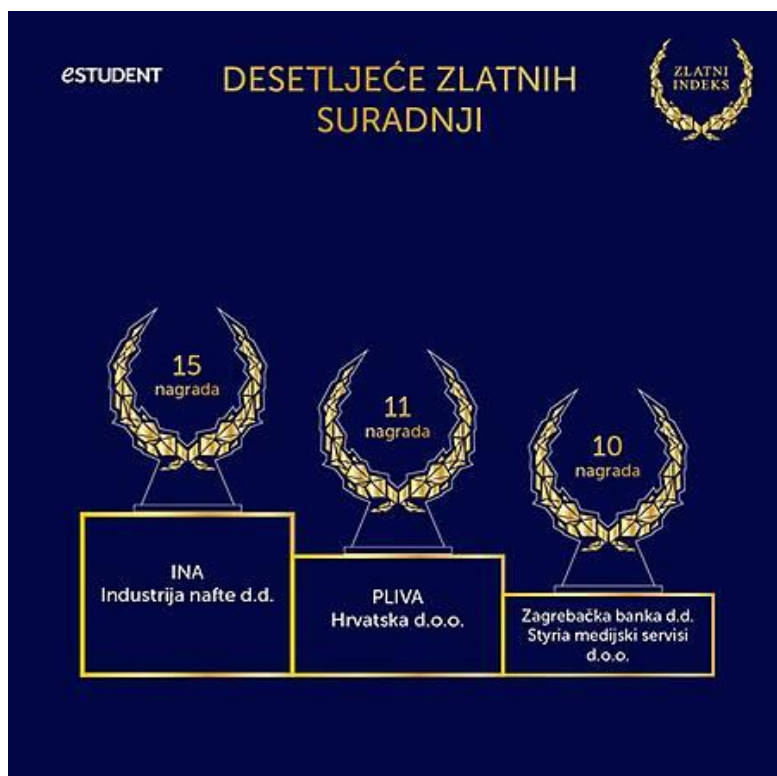 eSTUDENT
DESETLJEĆE ZLATNIH
SURADNJI
ZLATNI
INDEKS
15
nagrada
11
nagrada
10
nagrada
INA
Industrija nafte d.d.
PLIVA
Hrvatska d.o.o.
Zagrebačka banka d.d.
Styria medijski servisi
d.o.o.